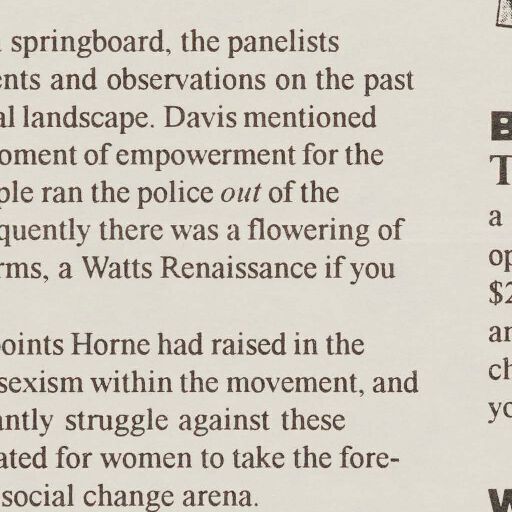 springboard, the panelists
ents and observations on the past
al landscape. Davis mentioned
oment of empowerment for the
ple ran the police out of the
quently there was a flowering of
rms, a Watts Renaissance if you
oints Horne had raised in the
sexism within the movement, and
antly struggle against these
ated for women to take the fore-
social change arena.
B
T
a
op
$2
an
ch
yo
W